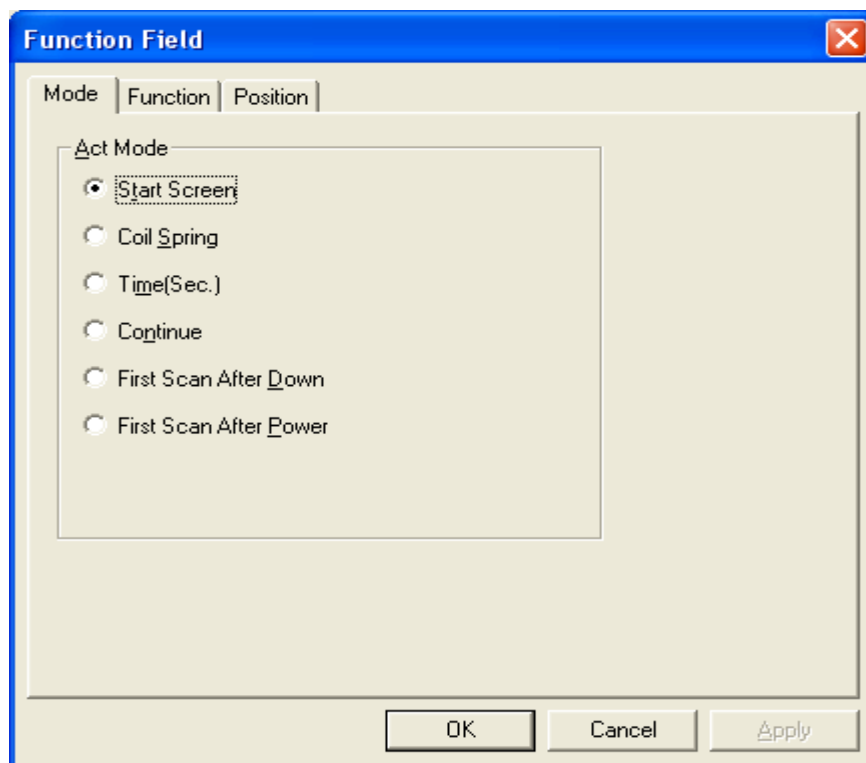 Function Field
Mode Function Position
Act Mode
Start Screen
Coil Spring
Time(Sec.)
Continue
First Scan After Down
First Scan After Power
OK Cancel Apply